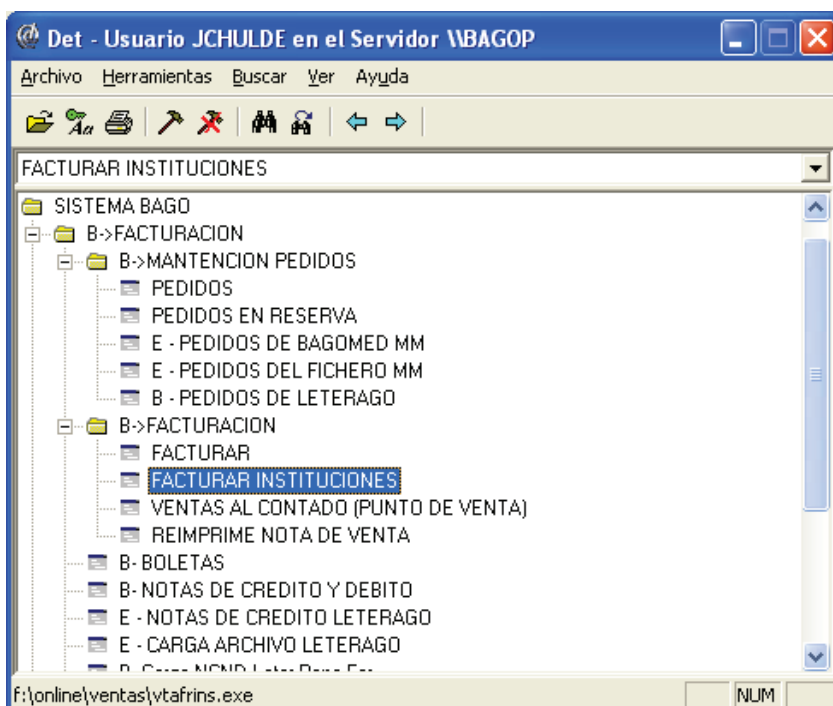 Det - Usuario JCHULDE en el Servidor \\BAGOP
Archivo Herramientas Buscar Ver Ayuda
FACTURAR INSTITUCIONES
SISTEMA BAGO
B->FACTURACION
B->MANTENCION PEDIDOS
PEDIDOS
PEDIDOS EN RESERVA
E - PEDIDOS DE BAGOMED MM
E - PEDIDOS DEL FICHERO MM
B - PEDIDOS DE LETERAGO
B->FACTURACION
FACTURAR
FACTURAR INSTITUCIONES
VENTAS AL CONTADO (PUNTO DE VENTA)
REIMPRIME NOTA DE VENTA
B- BOLETAS
B- NOTAS DE CREDITO Y DEBITO
E - NOTAS DE CREDITO LETERAGO
E - CARGA ARCHIVO LETERAGO
f:\online\ventas\vtafrins.exe NUM